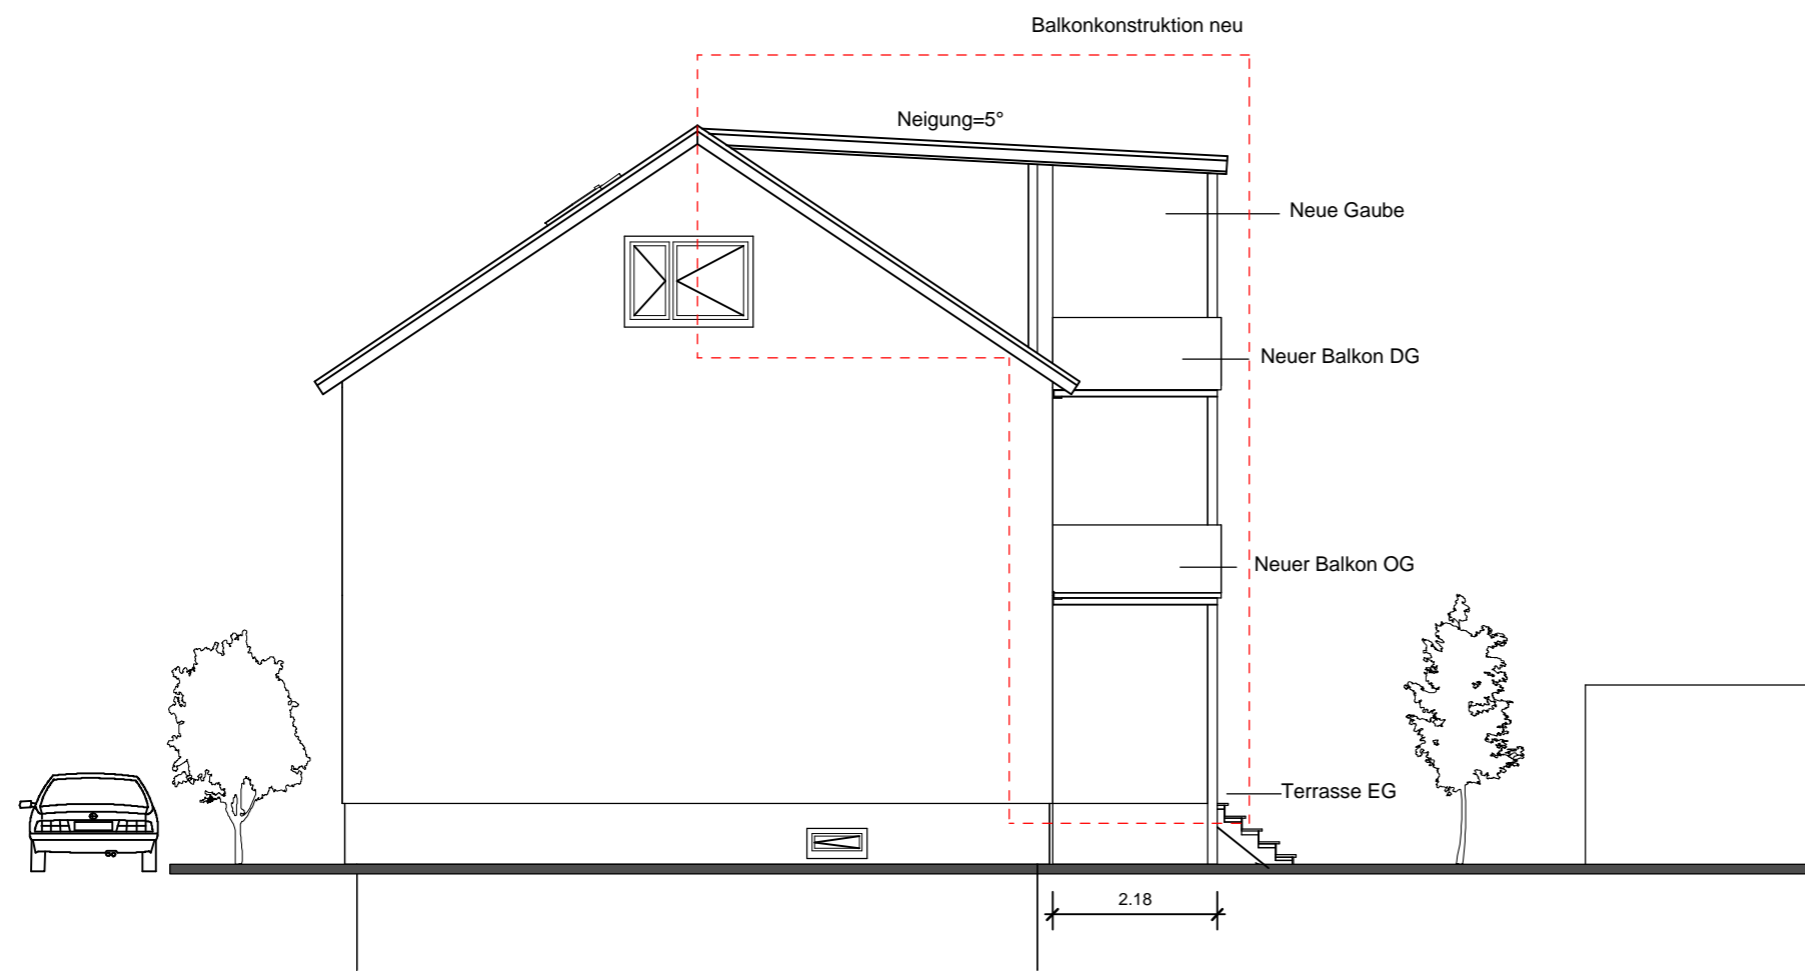 Balkonkonstruktion neu
Neigung=5°
Neue Gaube
Neuer Balkon DG
Neuer Balkon OG
Terrasse EG
2.18